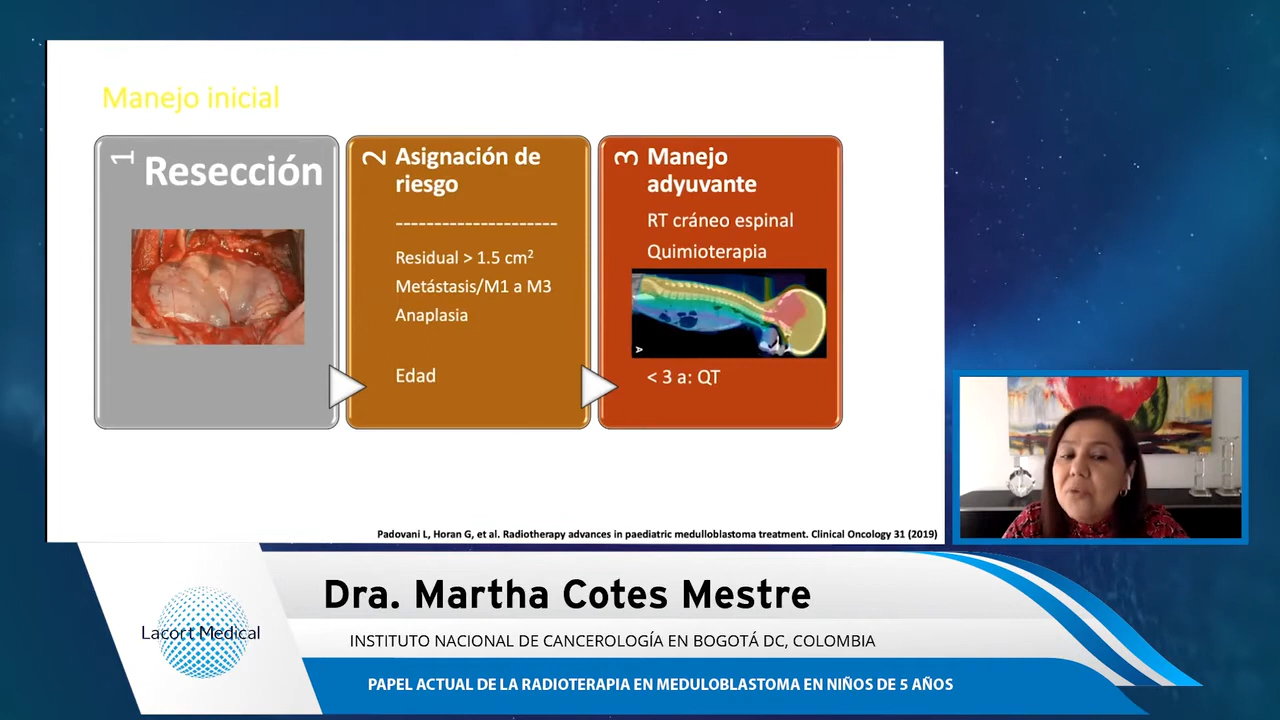 Manejo inicial
1
Resección
2
Asignación de
riesgo
---------------------
Residual > 1.5 cm²
Metástasis/M1 a M3
Anaplasia
Edad
3
Manejo
adyuvante
RT cráneo espinal
Quimioterapia
A
< 3 a: QT
Padovani L, Horan G, et al. Radiotherapy advances in paediatric medulloblastoma treatment. Clinical Oncology 31 (2019)
Lacort Medical
Dra. Martha Cotes Mestre
INSTITUTO NACIONAL DE CANCEROLOGÍA EN BOGOTÁ DC, COLOMBIA
PAPEL ACTUAL DE LA RADIOTERAPIA EN MEDULOBLASTOMA EN NIÑOS DE 5 AÑOS